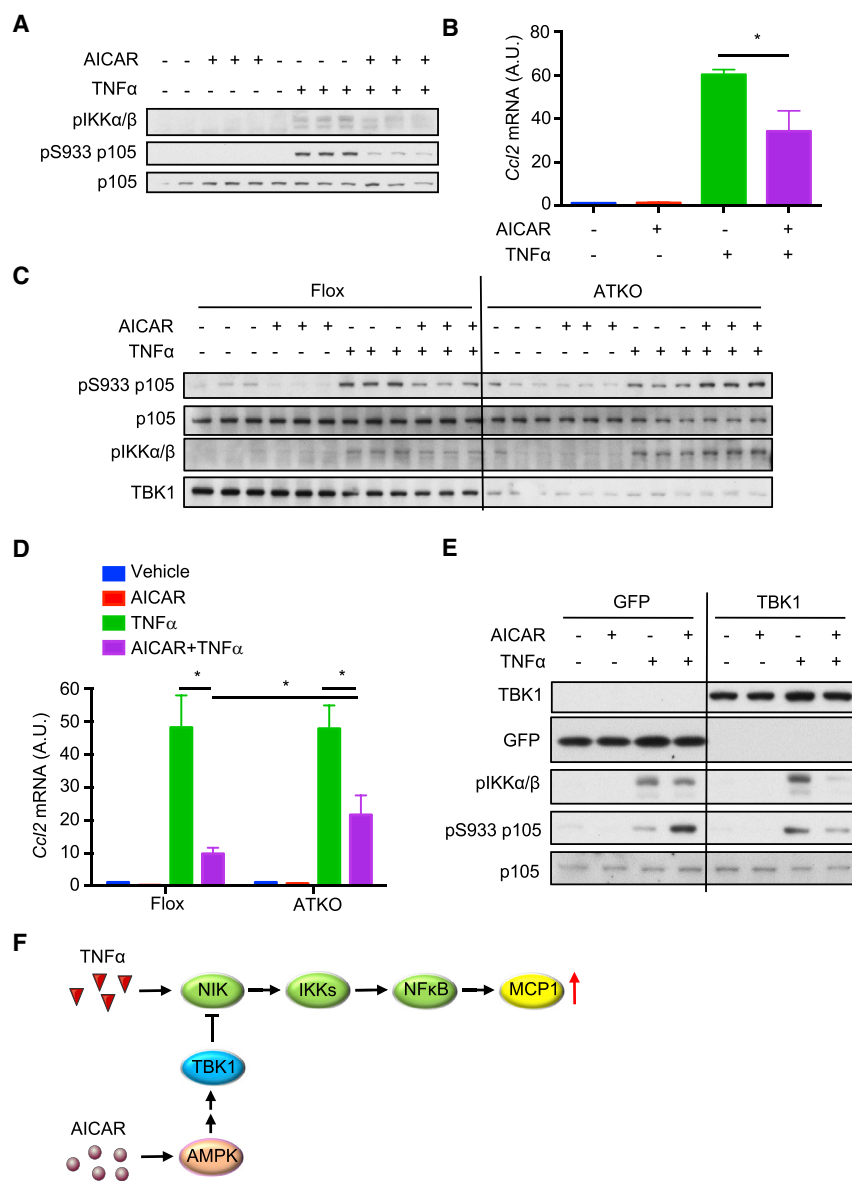 A
AICAR - - + + + - - - - + + +
TNFα - - - - - - + + + + + +
pIKKα/β
pS933 p105
p105
B
*
Ccl2 mRNA (A.U.)
60
40
20
0
AICAR - + - +
TNFα - - + +
C
Flox ATKO
AICAR - - - + + + - - - + + + - - - + + + - - - + + +
TNFα - - - - - - + + + + + + - - - - - - + + + + + +
pS933 p105
p105
pIKKα/β
TBK1
D
Vehicle
AICAR
TNFα
AICAR+TNFα
* * *
Ccl2 mRNA (A.U.)
60
50
40
30
20
10
0
Flox ATKO
E
GFP TBK1
AICAR - + - + - + - +
TNFα - - + + - - + +
TBK1
GFP
pIKKα/β
pS933 p105
p105
F
TNFα
NIK IKKs NFκB MCP1
TBK1
AICAR
AMPK